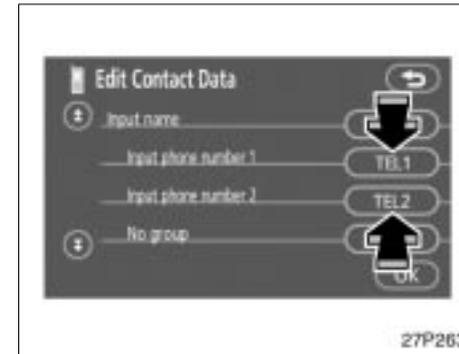 Edit Contact Data
Input name
Input phone number 1
TEL1
Input phone number 2
TEL2
No group
OK
27P263